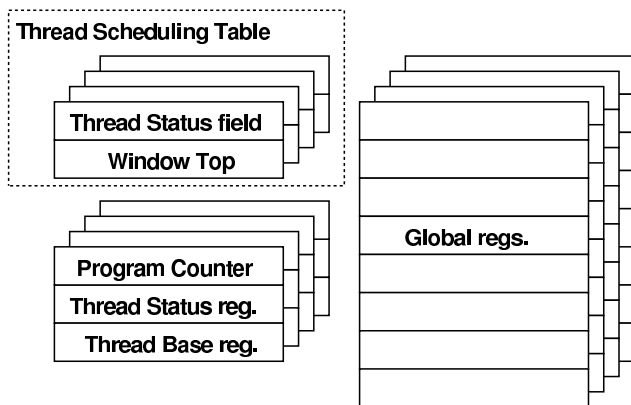 Thread Scheduling Table
Thread Status field
Window Top
Program Counter
Thread Status reg.
Thread Base reg.
Global regs.